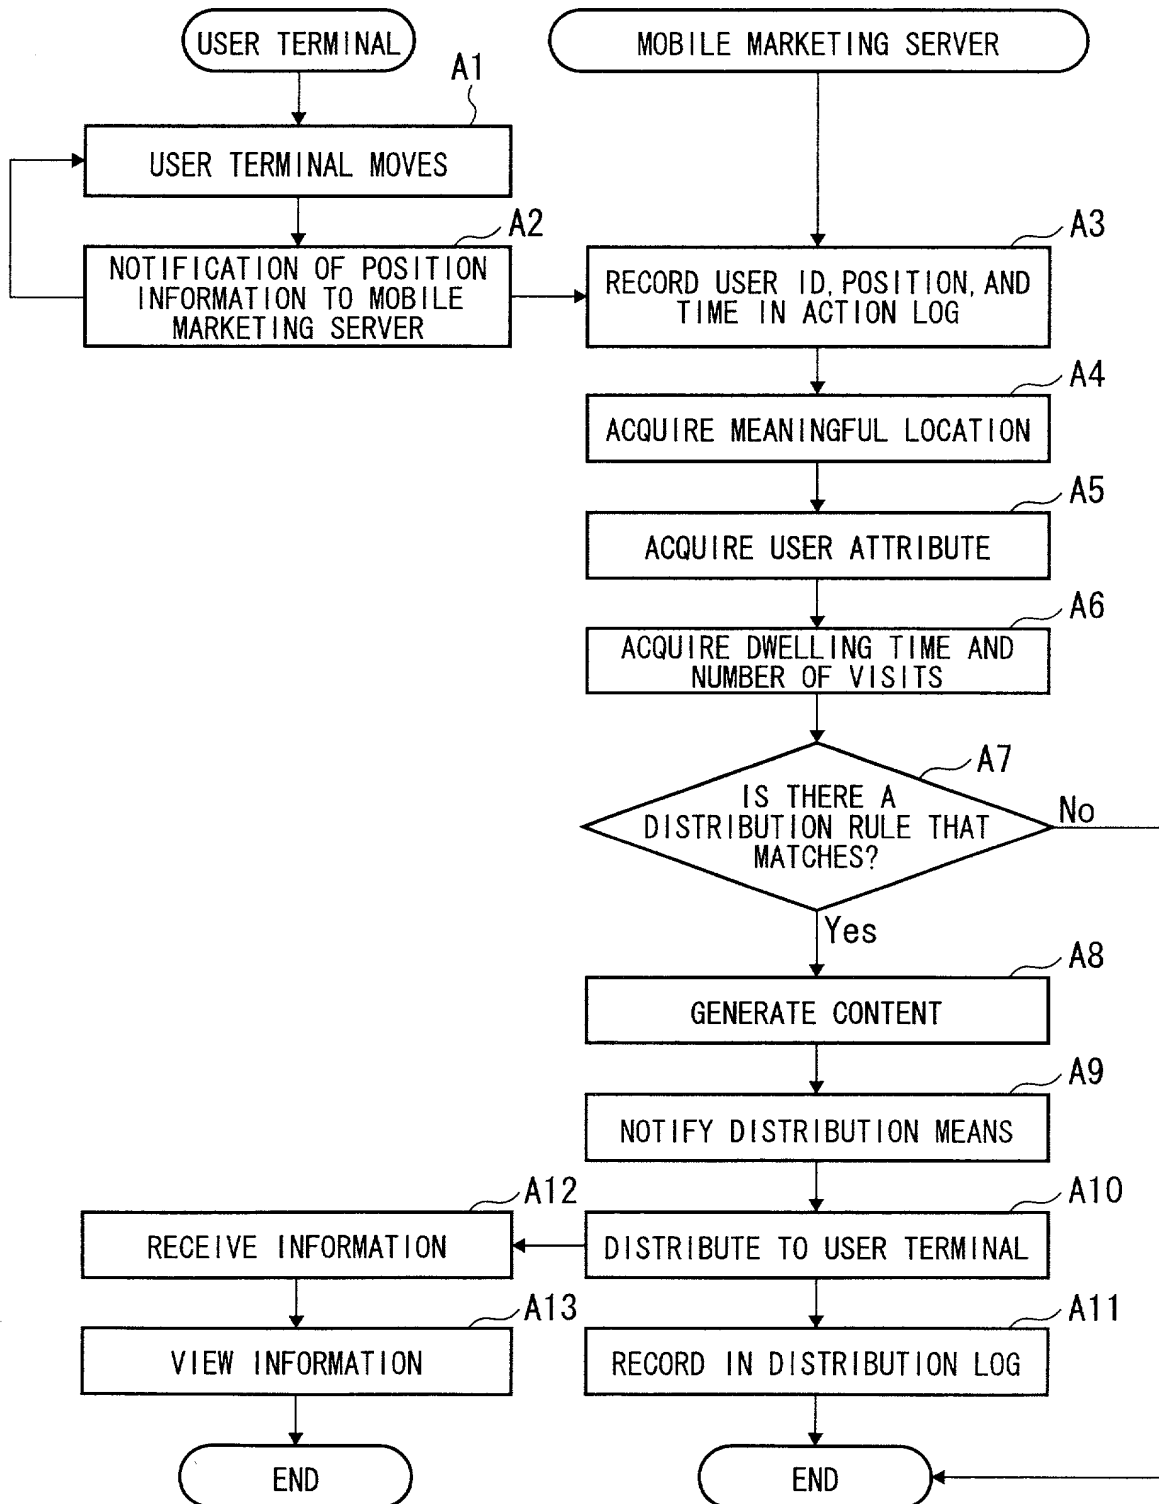 USER TERMINAL
MOBILE MARKETING SERVER
A1
USER TERMINAL MOVES
A2
NOTIFICATION OF POSITION
INFORMATION TO MOBILE
MARKETING SERVER
A3
RECORD USER ID, POSITION, AND
TIME IN ACTION LOG
A4
ACQUIRE MEANINGFUL LOCATION
A5
ACQUIRE USER ATTRIBUTE
A6
ACQUIRE DWELLING TIME AND
NUMBER OF VISITS
A7
IS THERE A
DISTRIBUTION RULE THAT
MATCHES?
No
Yes
A8
GENERATE CONTENT
A9
NOTIFY DISTRIBUTION MEANS
A10
DISTRIBUTE TO USER TERMINAL
A12
RECEIVE INFORMATION
A11
RECORD IN DISTRIBUTION LOG
A13
VIEW INFORMATION
END
END